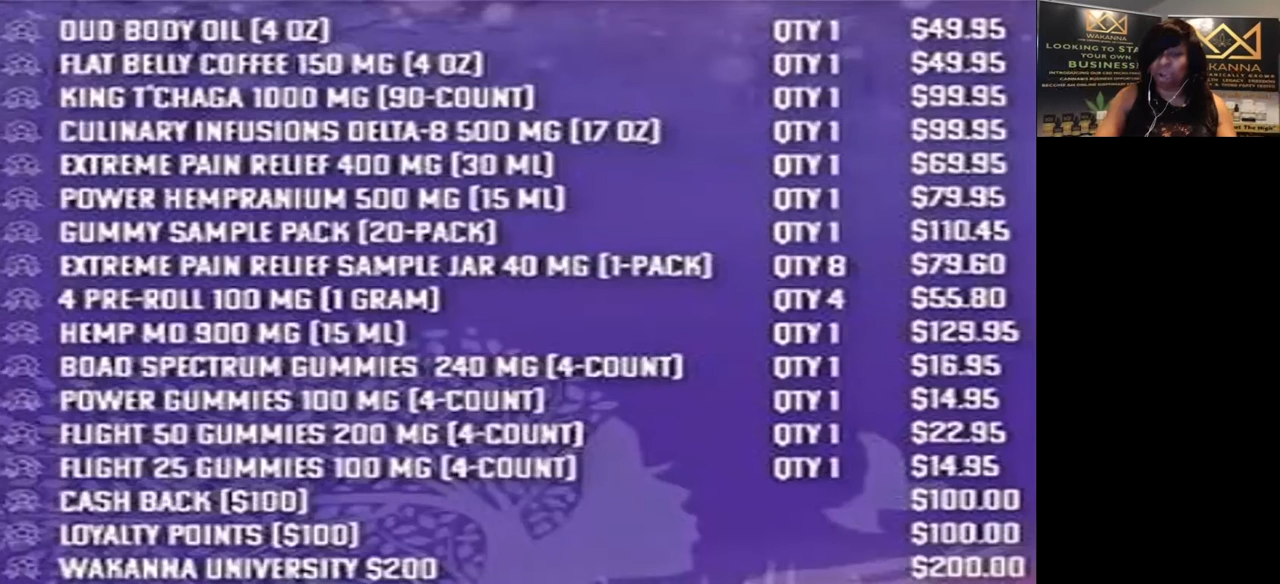 OUD BODY OIL [4 OZ] QTY 1 $49.95
FLAT BELLY COFFEE 150 MG [4 OZ] QTY 1 $49.95
KING T'CHAGA 1000 MG [90-COUNT] QTY 1 $99.95
CULINARY INFUSIONS DELTA-8 500 MG [17 OZ] QTY 1 $99.95
EXTREME PAIN RELIEF 400 MG [30 ML] QTY 1 $69.95
POWER HEMPRANIUM 500 MG [15 ML] QTY 1 $79.95
GUMMY SAMPLE PACK [20-PACK] QTY 1 $110.45
EXTREME PAIN RELIEF SAMPLE JAR 40 MG [1-PACK] QTY 8 $79.60
4 PRE-ROLL 100 MG [1 GRAM] QTY 4 $55.80
HEMP MD 900 MG [15 ML] QTY 1 $129.95
BOAD SPECTRUM GUMMIES 240 MG [4-COUNT] QTY 1 $16.95
POWER GUMMIES 100 MG [4-COUNT] QTY 1 $14.95
FLIGHT 50 GUMMIES 200 MG [4-COUNT] QTY 1 $22.95
FLIGHT 25 GUMMIES 100 MG [4-COUNT] QTY 1 $14.95
CASH BACK [$100] $100.00
LOYALTY POINTS [$100] $100.00
WAKANNA UNIVERSITY $200 $200.00
WAKANNA
LOOKING TO STA
YOUR OWN
BUSINESS
KANNA